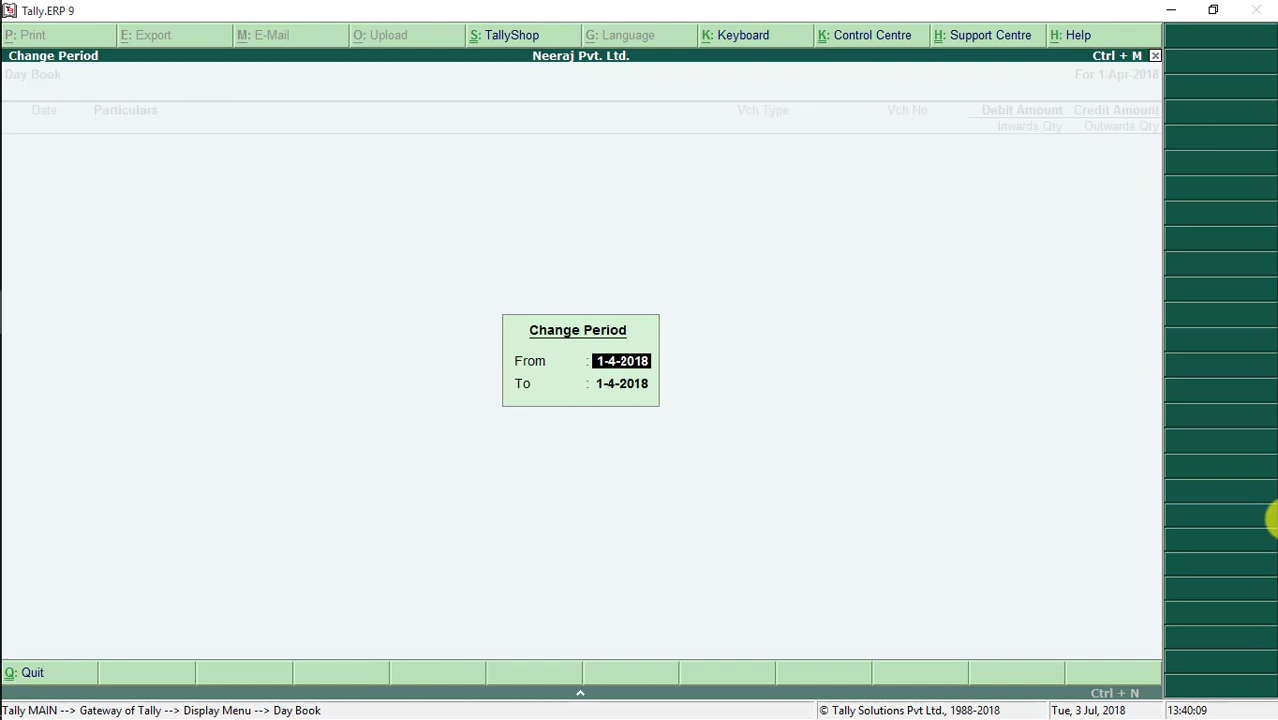 Tally.ERP 9
P: Print E: Export M: E-Mail O: Upload S: TallyShop G: Language K: Keyboard K: Control Centre H: Support Centre H: Help
Change Period Neeraj Pvt. Ltd. Ctrl + M
Day Book For 1-Apr-2018
Date Particulars Vch Type Vch No Debit Amount Credit Amount
Inwards Qty Outwards Qty
Change Period
From : 1-4-2018
To : 1-4-2018
Q: Quit
Ctrl + N
Tally MAIN --> Gateway of Tally --> Display Menu --> Day Book © Tally Solutions Pvt Ltd., 1988-2018 Tue, 3 Jul, 2018 13:40:09